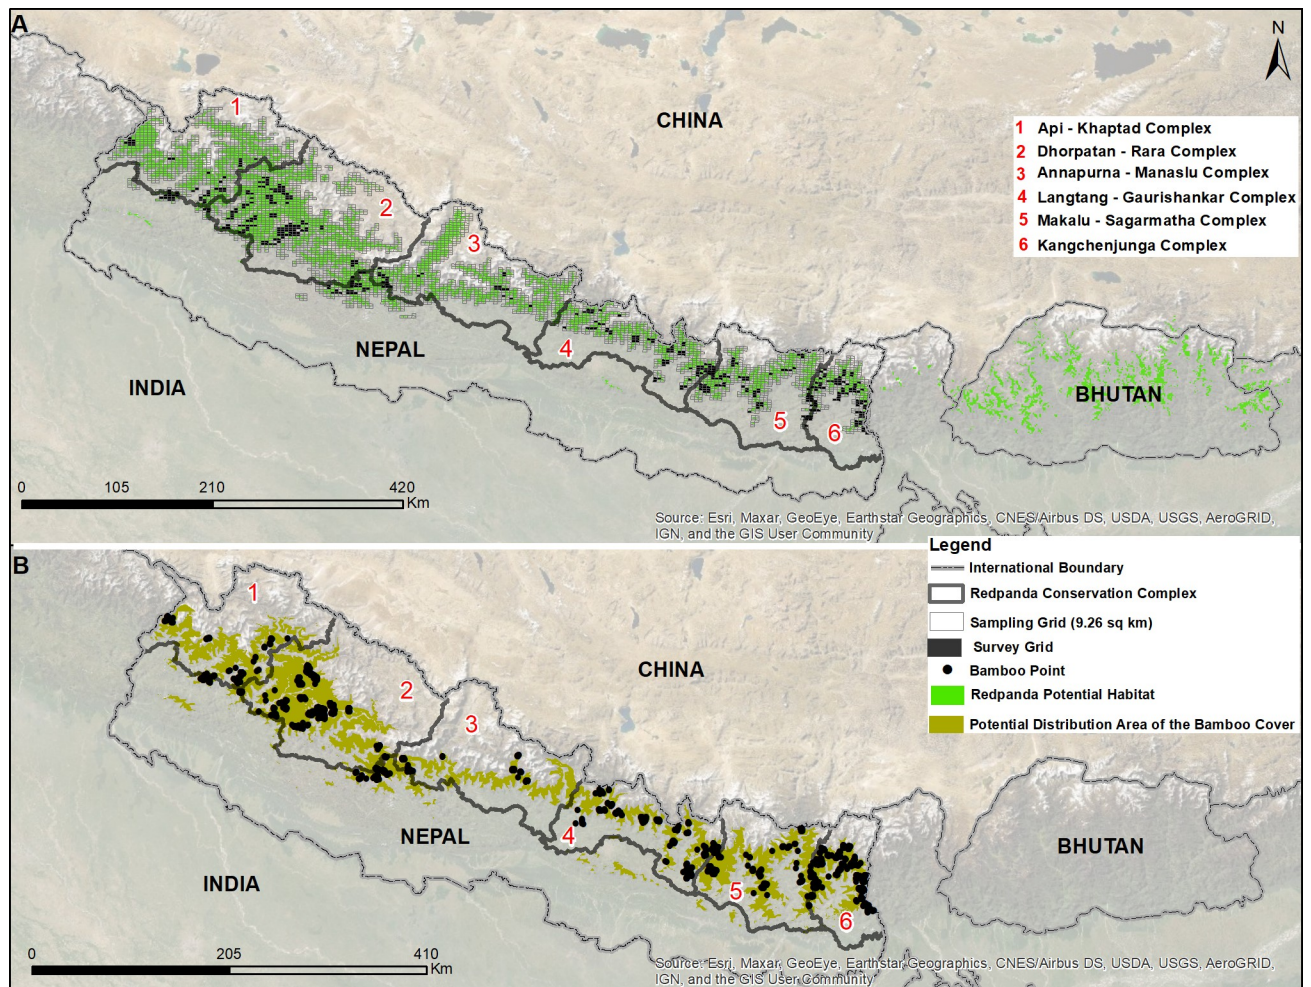 A
N
1
CHINA
1 Api - Khaptad Complex
2 Dhorpatan - Rara Complex
3 Annapurna - Manaslu Complex
4 Langtang - Gaurishankar Complex
5 Makalu - Sagarmatha Complex
6 Kangchenjunga Complex
2
3
NEPAL
4
INDIA
BHUTAN
5
6
0 105 210 420
Km
Source: Esri, Maxar, GeoEye, Earthstar Geographics, CNES/Airbus DS, USDA, USGS, AeroGRID,
IGN, and the GIS User Community
B
Legend
International Boundary
Redpanda Conservation Complex
Sampling Grid (9.26 sq km)
Survey Grid
Bamboo Point
Redpanda Potential Habitat
Potential Distribution Area of the Bamboo Cover
1
CHINA
2
3
NEPAL
4
BHUTAN
INDIA
5
6
0 205 410
Km
Source: Esri, Maxar, GeoEye, Earthstar Geographics, CNES/Airbus DS, USDA, USGS, AeroGRID,
IGN, and the GIS User Community